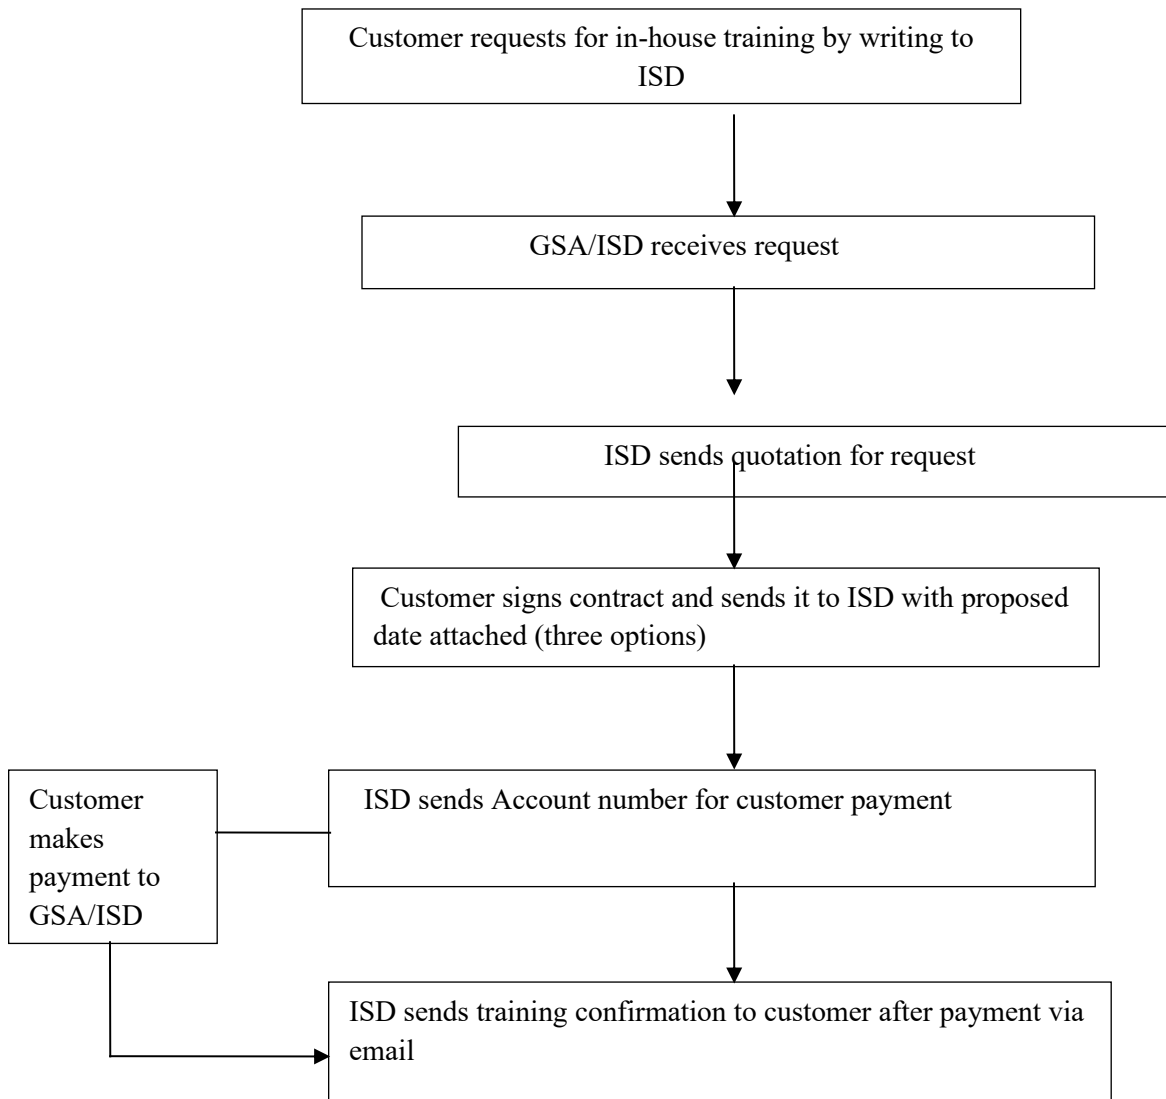 Customer requests for in-house training by writing to
ISD
GSA/ISD receives request
ISD sends quotation for request
Customer signs contract and sends it to ISD with proposed
date attached (three options)
Customer
makes
payment to
GSA/ISD
ISD sends Account number for customer payment
ISD sends training confirmation to customer after payment via
email